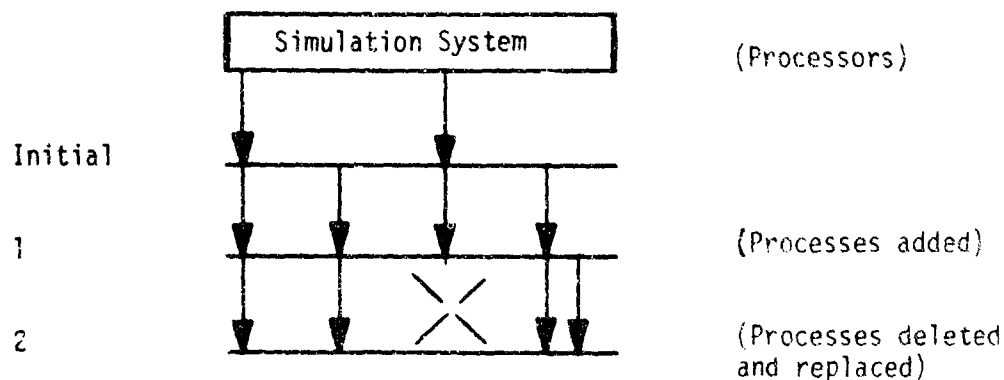 Simulation System
(Processors)
Initial
1
(Processes added)
2
(Processes deleted
and replaced)